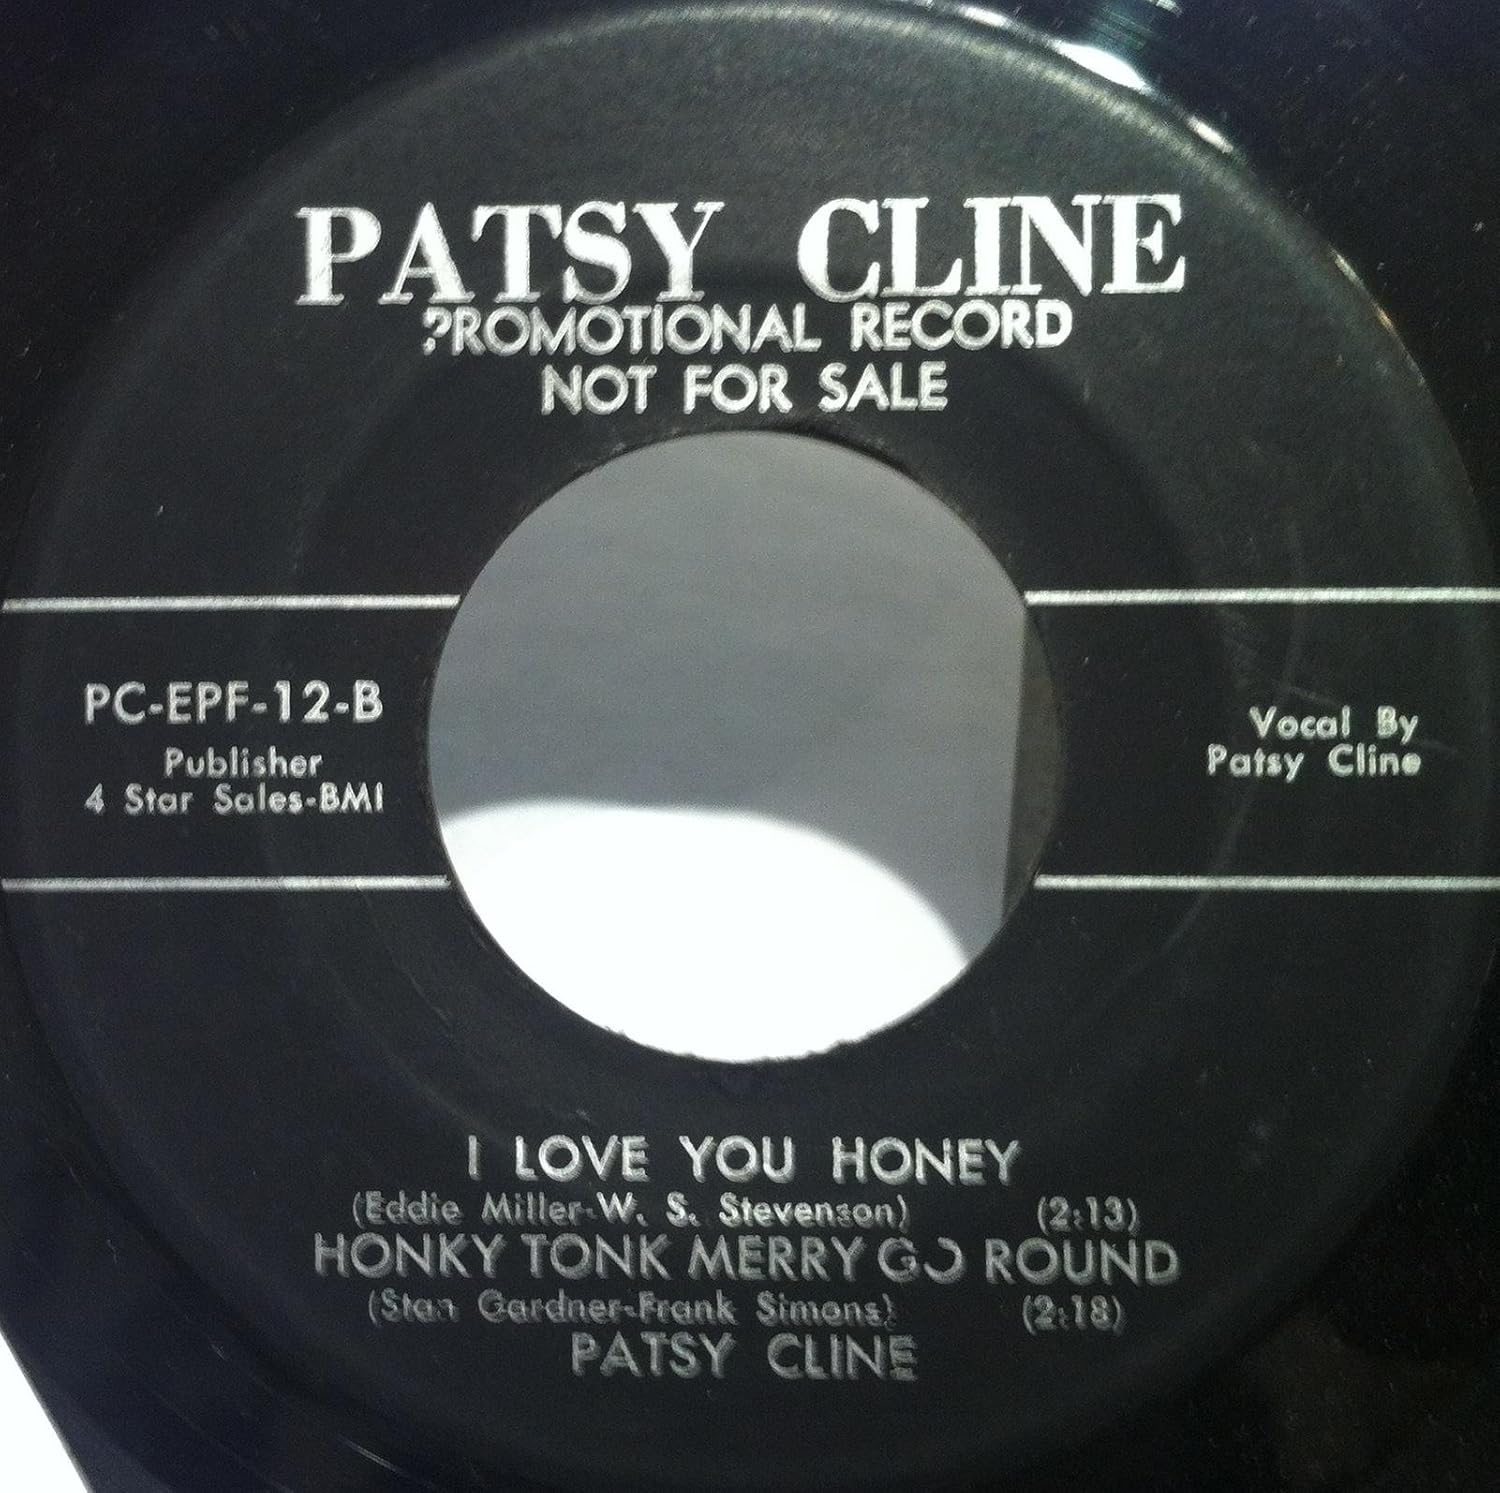 PATSY CLINE
PROMOTIONAL RECORD
NOT FOR SALE
PC-EPF-12-B
Publisher
4 Star Sales-BMI
Vocal By
Patsy Cline
I LOVE YOU HONEY
(Eddie Miller-W. S. Stevenson) (2:13)
HONKY TONK MERRY GO ROUND
(Stan Gardner-Frank Simons) (2:18)
PATSY CLINE